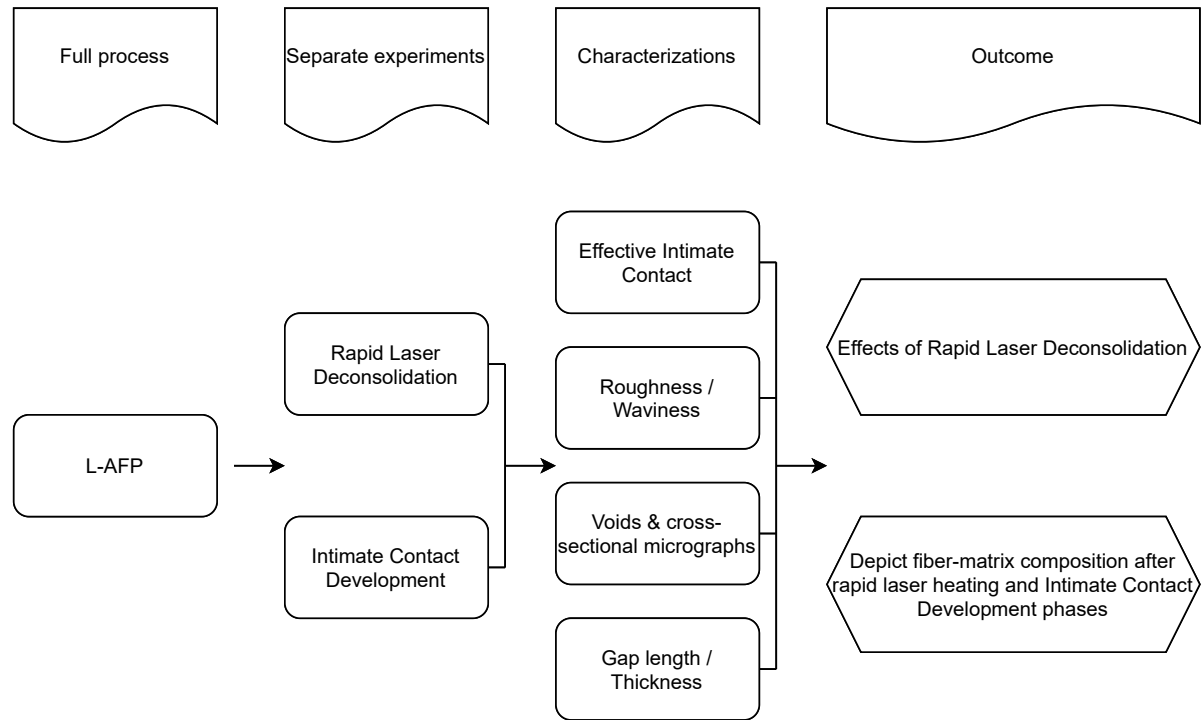 Full process
Separate experiments
Characterizations
Outcome
L-AFP
Rapid Laser
Deconsolidation
Intimate Contact
Development
Effective Intimate
Contact
Roughness /
Waviness
Voids & cross-
sectional micrographs
Gap length /
Thickness
Effects of Rapid Laser Deconsolidation
Depict fiber-matrix composition after
rapid laser heating and Intimate Contact
Development phases